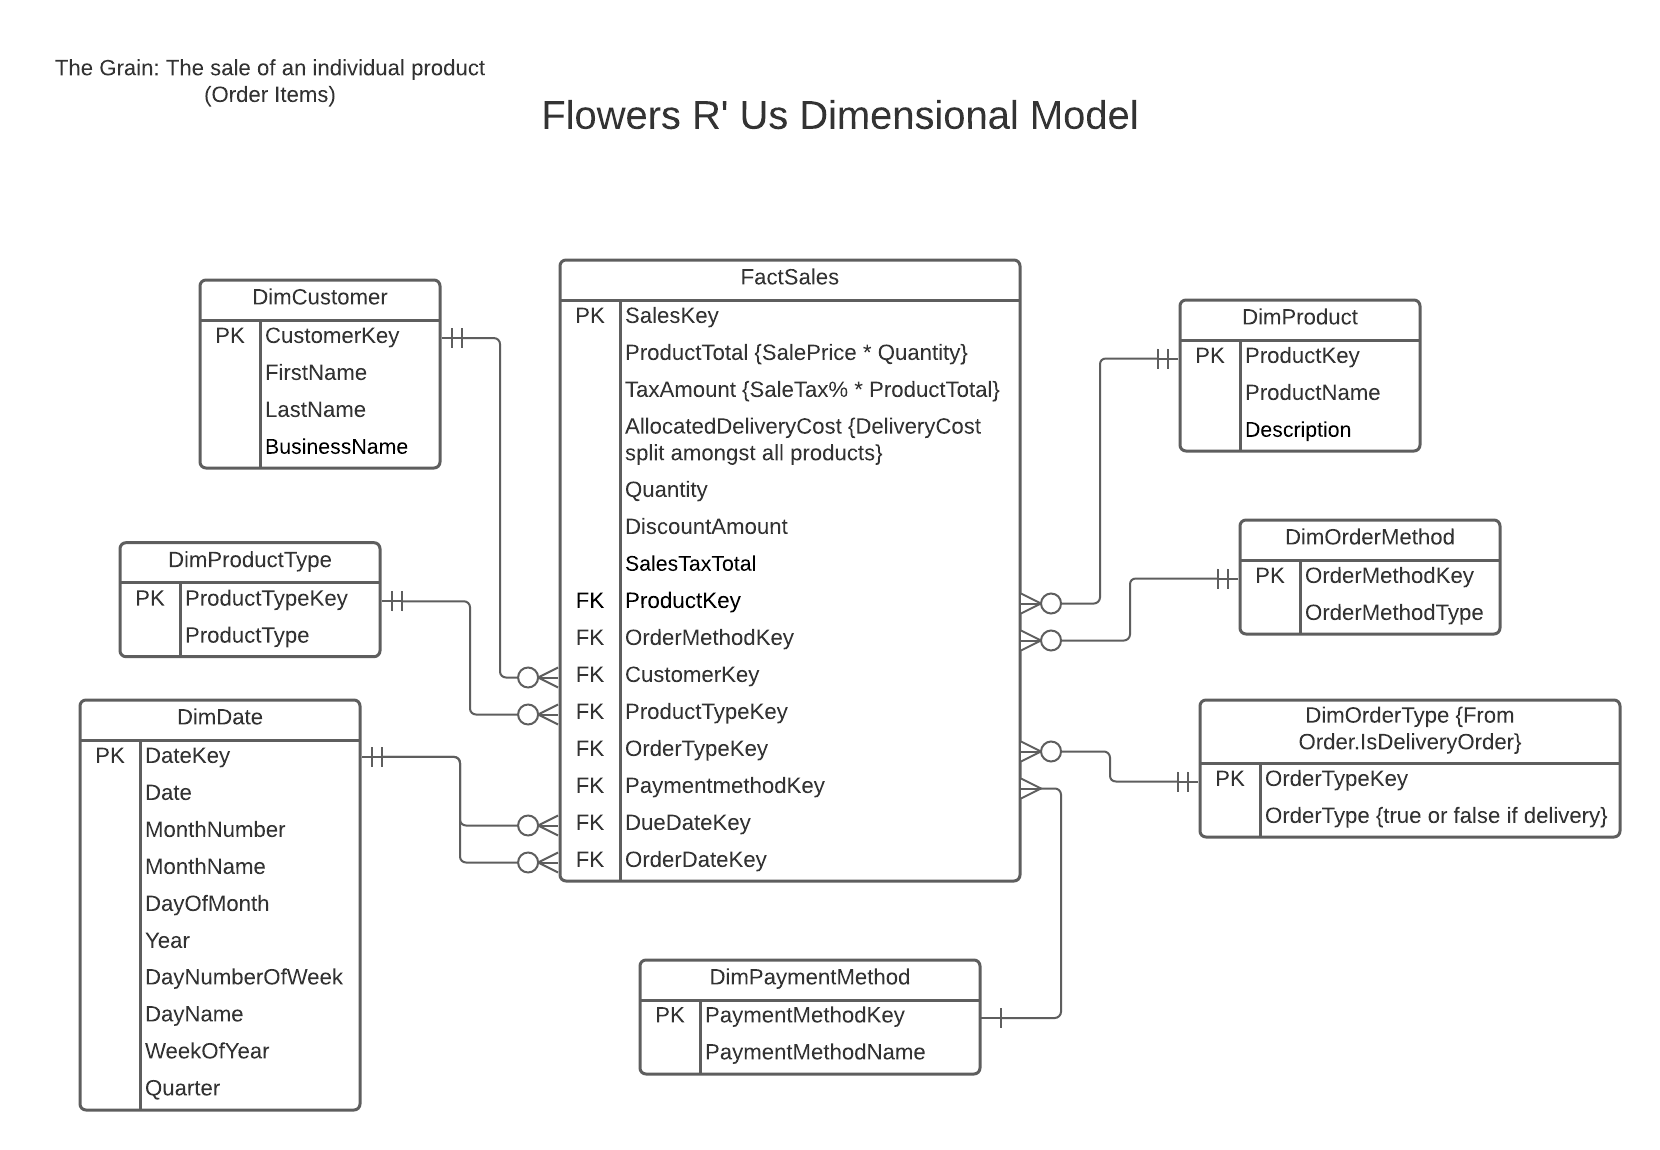 The Grain: The sale of an individual product
(Order Items)
Flowers R' Us Dimensional Model
DimCustomer
PK CustomerKey
FirstName
LastName
BusinessName
DimProductType
PK ProductTypeKey
ProductType
DimDate
PK DateKey
Date
MonthNumber
MonthName
DayOfMonth
Year
DayNumberOfWeek
DayName
WeekOfYear
Quarter
FactSales
PK SalesKey
ProductTotal {SalePrice * Quantity}
TaxAmount {SaleTax% * ProductTotal}
AllocatedDeliveryCost {DeliveryCost
split amongst all products}
Quantity
DiscountAmount
SalesTaxTotal
FK ProductKey
FK OrderMethodKey
FK CustomerKey
FK ProductTypeKey
FK OrderTypeKey
FK PaymentmethodKey
FK DueDateKey
FK OrderDateKey
DimPaymentMethod
PK PaymentMethodKey
PaymentMethodName
DimProduct
PK ProductKey
ProductName
Description
DimOrderMethod
PK OrderMethodKey
OrderMethodType
DimOrderType {From
Order.IsDeliveryOrder}
PK OrderTypeKey
OrderType {true or false if delivery}